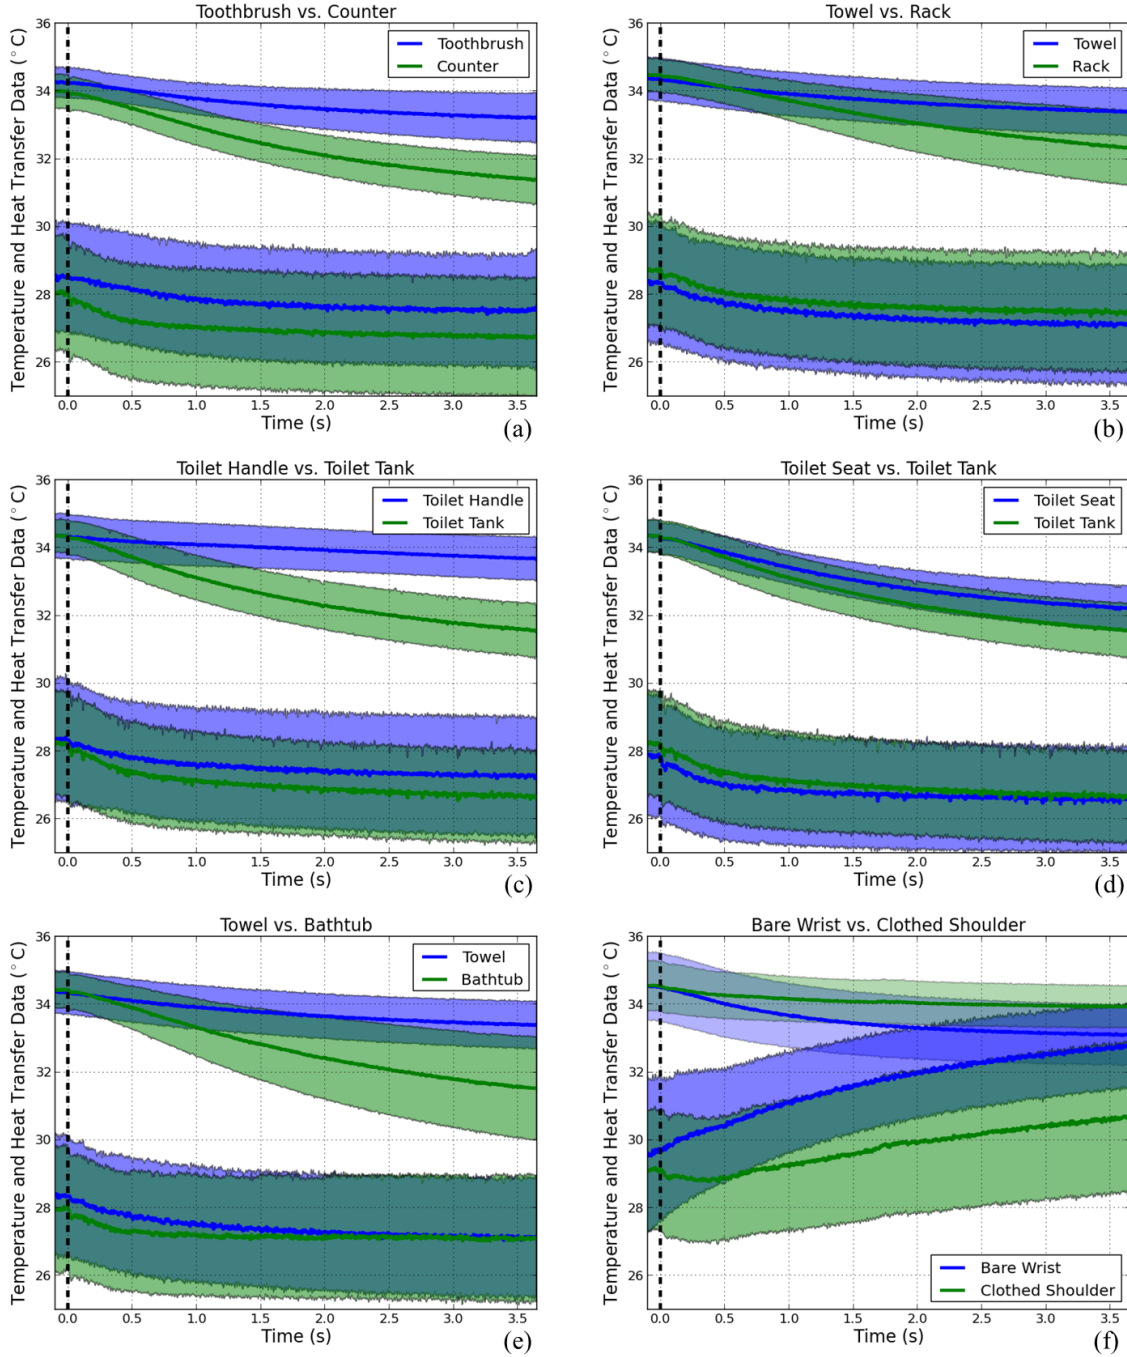 Toothbrush vs. Counter
Temperature and Heat Transfer Data (°C)
36
34
32
30
28
26
Toothbrush
Counter
0.0 0.5 1.0 1.5 2.0 2.5 3.0 3.5
Time (s)
(a)
Towel vs. Rack
Temperature and Heat Transfer Data (°C)
36
34
32
30
28
26
Towel
Rack
0.0 0.5 1.0 1.5 2.0 2.5 3.0 3.5
Time (s)
(b)
Toilet Handle vs. Toilet Tank
Temperature and Heat Transfer Data (°C)
36
34
32
30
28
26
Toilet Handle
Toilet Tank
0.0 0.5 1.0 1.5 2.0 2.5 3.0 3.5
Time (s)
(c)
Toilet Seat vs. Toilet Tank
Temperature and Heat Transfer Data (°C)
36
34
32
30
28
26
Toilet Seat
Toilet Tank
0.0 0.5 1.0 1.5 2.0 2.5 3.0 3.5
Time (s)
(d)
Towel vs. Bathtub
Temperature and Heat Transfer Data (°C)
36
34
32
30
28
26
Towel
Bathtub
0.0 0.5 1.0 1.5 2.0 2.5 3.0 3.5
Time (s)
(e)
Bare Wrist vs. Clothed Shoulder
Temperature and Heat Transfer Data (°C)
36
34
32
30
28
26
Bare Wrist
Clothed Shoulder
0.0 0.5 1.0 1.5 2.0 2.5 3.0 3.5
Time (s)
(f)